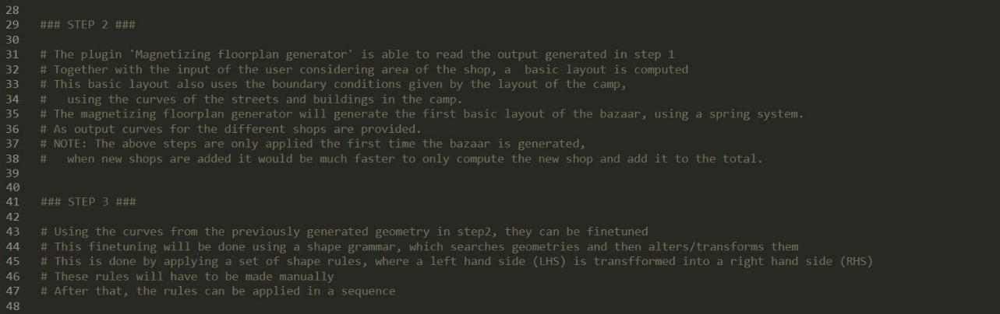 28
29 ### STEP 2 ###
30
31 # The plugin 'Magnetizing floorplan generator' is able to read the output generated in step 1
32 # Together with the input of the user considering area of the shop, a  basic layout is computed
33 # This basic layout also uses the boundary conditions given by the layout of the camp,
34 #   using the curves of the streets and buildings in the camp.
35 # The magnetizing floorplan generator will generate the first basic layout of the bazaar, using a spring system.
36 # As output curves for the different shops are provided.
37 # NOTE: The above steps are only applied the first time the bazaar is generated,
38 #   when new shops are added it would be much faster to only compute the new shop and add it to the total.
39
40
41 ### STEP 3 ###
42
43 # Using the curves from the previously generated geometry in step2, they can be finetuned
44 # This finetuning will be done using a shape grammar, which searches geometries and then alters/transforms them
45 # This is done by applying a set of shape rules, where a left hand side (LHS) is transfformed into a right hand side (RHS)
46 # These rules will have to be made manually
47 # After that, the rules can be applied in a sequence
48